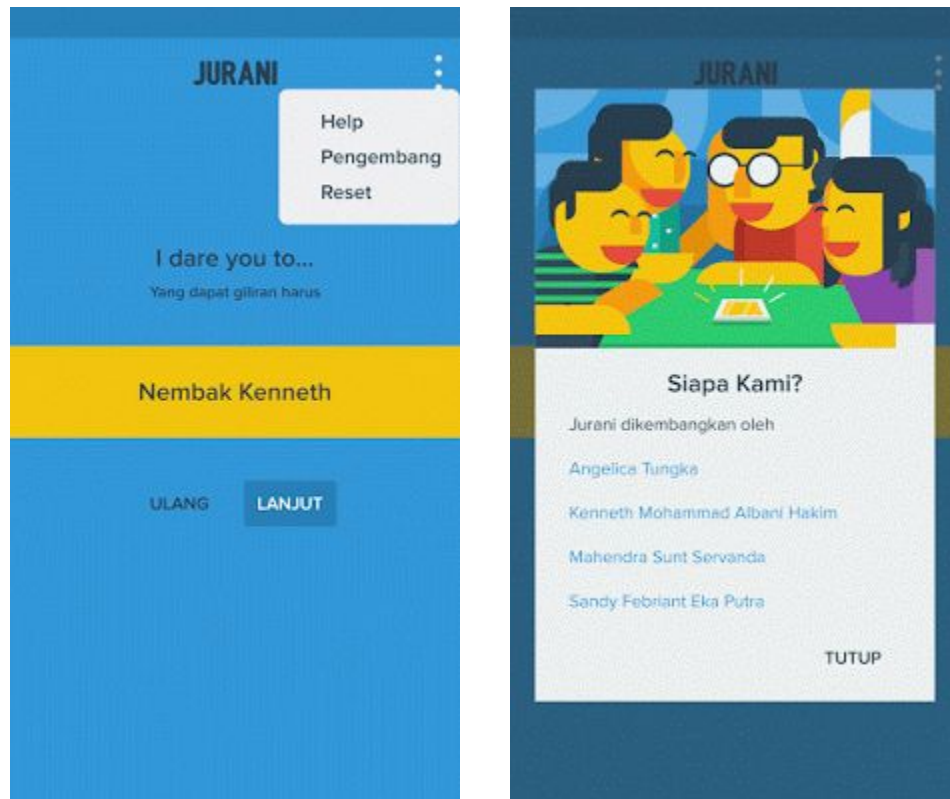 JURANI
Help
Pengembang
Reset
I dare you to...
Yang dapat giliran harus
Nembak Kenneth
ULANG LANJUT
JURANI
Siapa Kami?
Jurani dikembangkan oleh
Angelica Tungka
Kenneth Mohammad Albani Hakim
Mahendra Sunt Servanda
Sandy Febriant Eka Putra
TUTUP